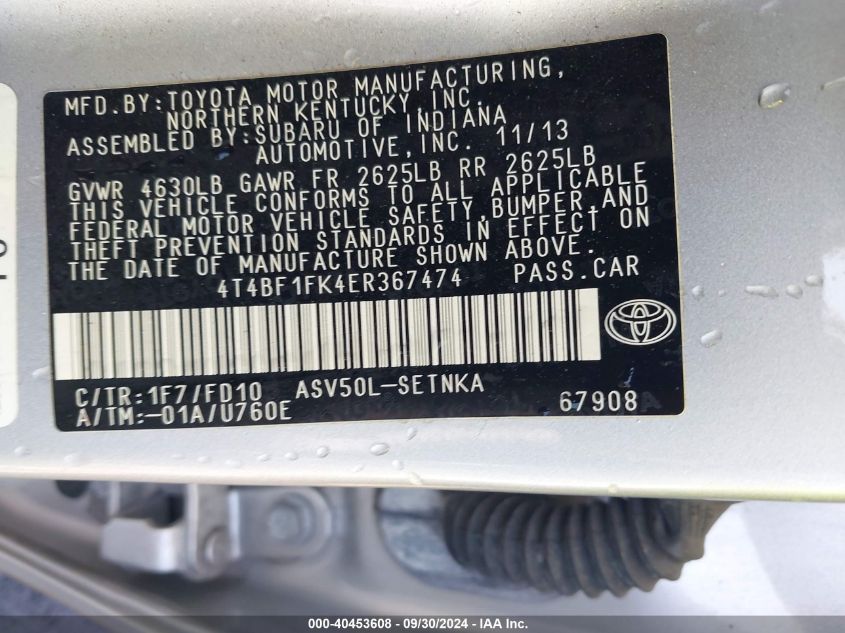 MFD.BY:TOYOTA MOTOR MANUFACTURING,
NORTHERN KENTUCKY, INC.
ASSEMBLED BY:SUBARU OF INDIANA
AUTOMOTIVE,INC. 11/13
GVWR 4630LB GAWR FR 2625LB RR 2625LB
THIS VEHICLE CONFORMS TO ALL APPLICABLE
FEDERAL MOTOR VEHICLE SAFETY,BUMPER,AND
THEFT PREVENTION STANDARDS IN EFFECT ON
THE DATE OF MANUFACTURE SHOWN ABOVE.
4T4BF1FK4ER367474 PASS.CAR
C/TR:1F7/FD10 ASV50L-SETNKA
A/TM:-01A/U760E 67908
000-40453608 - 09/30/2024 - IAA Inc.